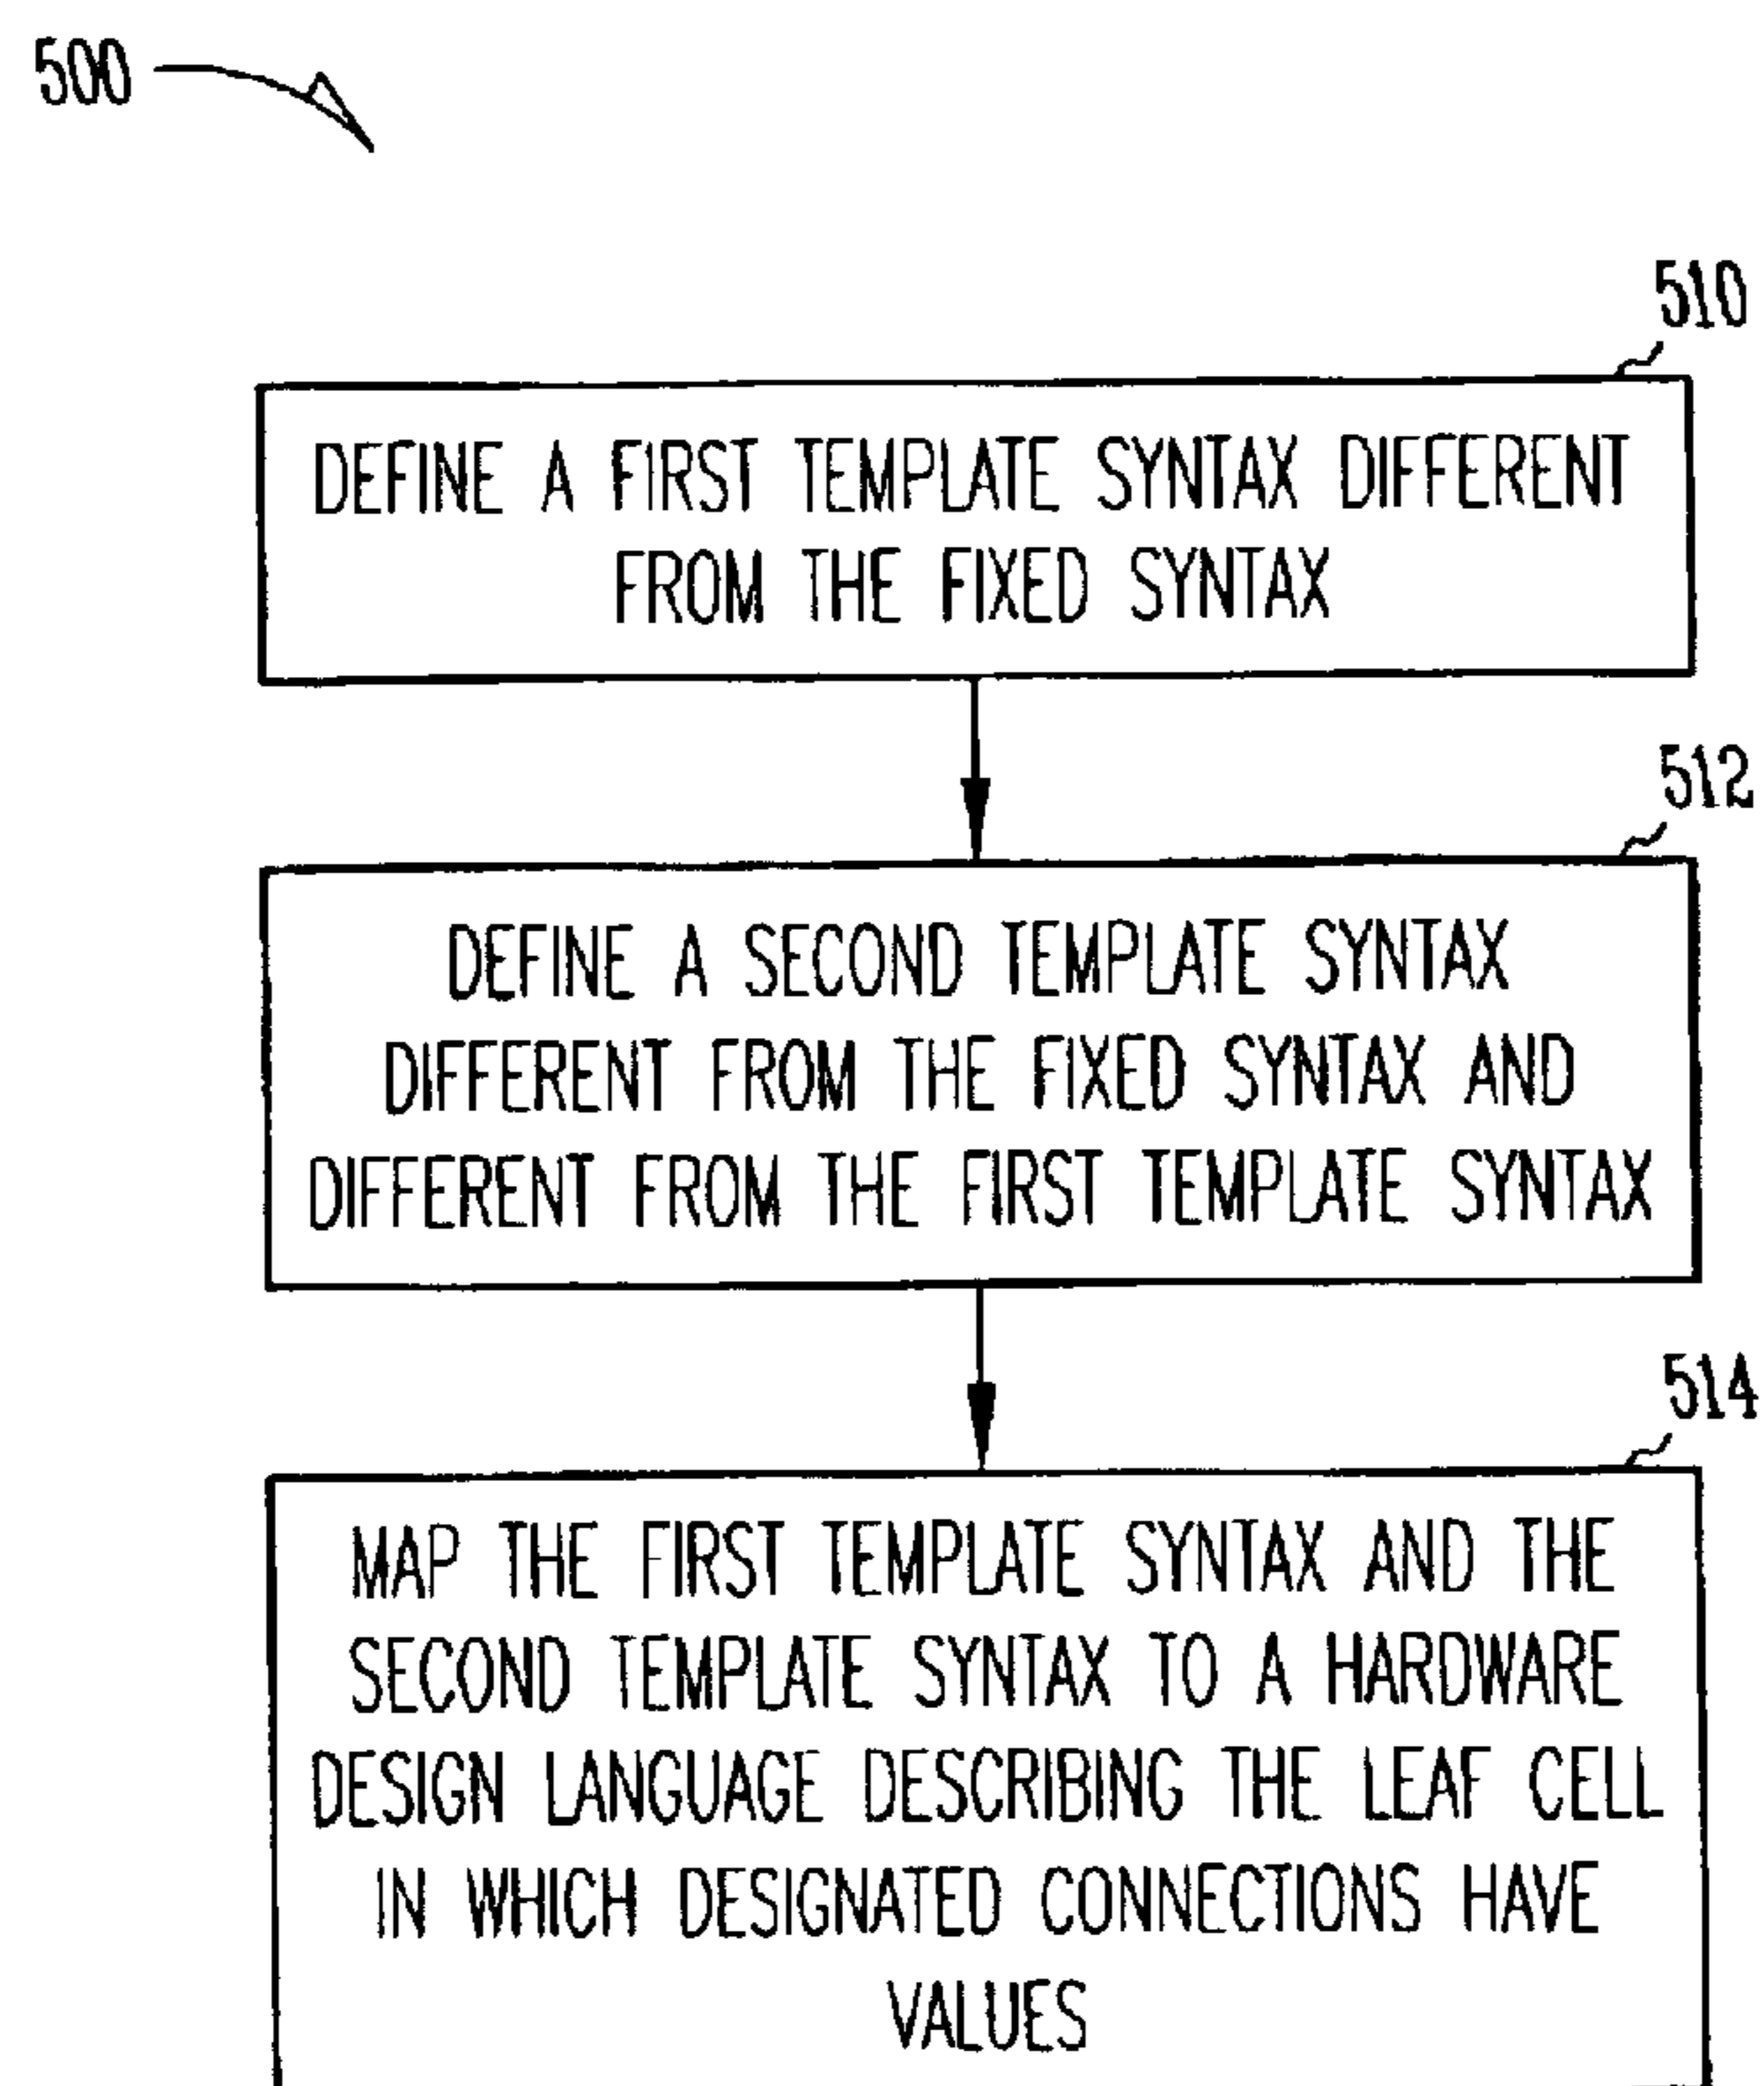 500
510
DEFINE A FIRST TEMPLATE SYNTAX DIFFERENT
FROM THE FIXED SYNTAX
512
DEFINE A SECOND TEMPLATE SYNTAX
DIFFERENT FROM THE FIXED SYNTAX AND
DIFFERENT FROM THE FIRST TEMPLATE SYNTAX
514
MAP THE FIRST TEMPLATE SYNTAX AND THE
SECOND TEMPLATE SYNTAX TO A HARDWARE
DESIGN LANGUAGE DESCRIBING THE LEAF CELL
IN WHICH DESIGNATED CONNECTIONS HAVE
VALUES